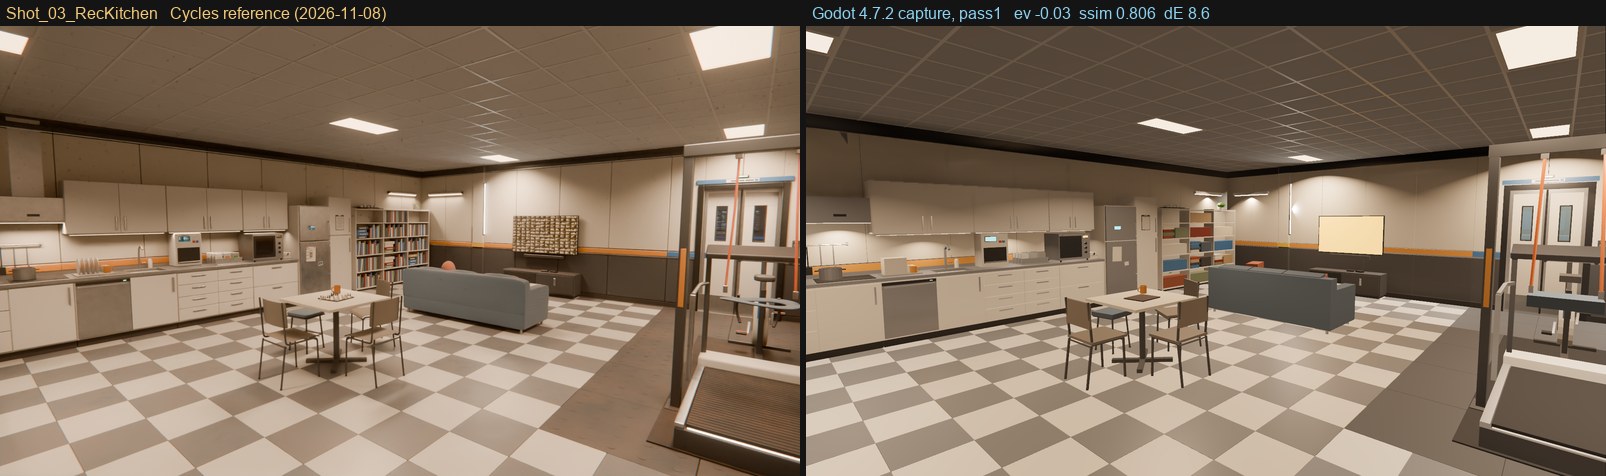 Shot_03_RecKitchen Cycles reference (2026-11-08)
Godot 4.7.2 capture, pass1 ev -0.03 ssim 0.806 dE 8.6